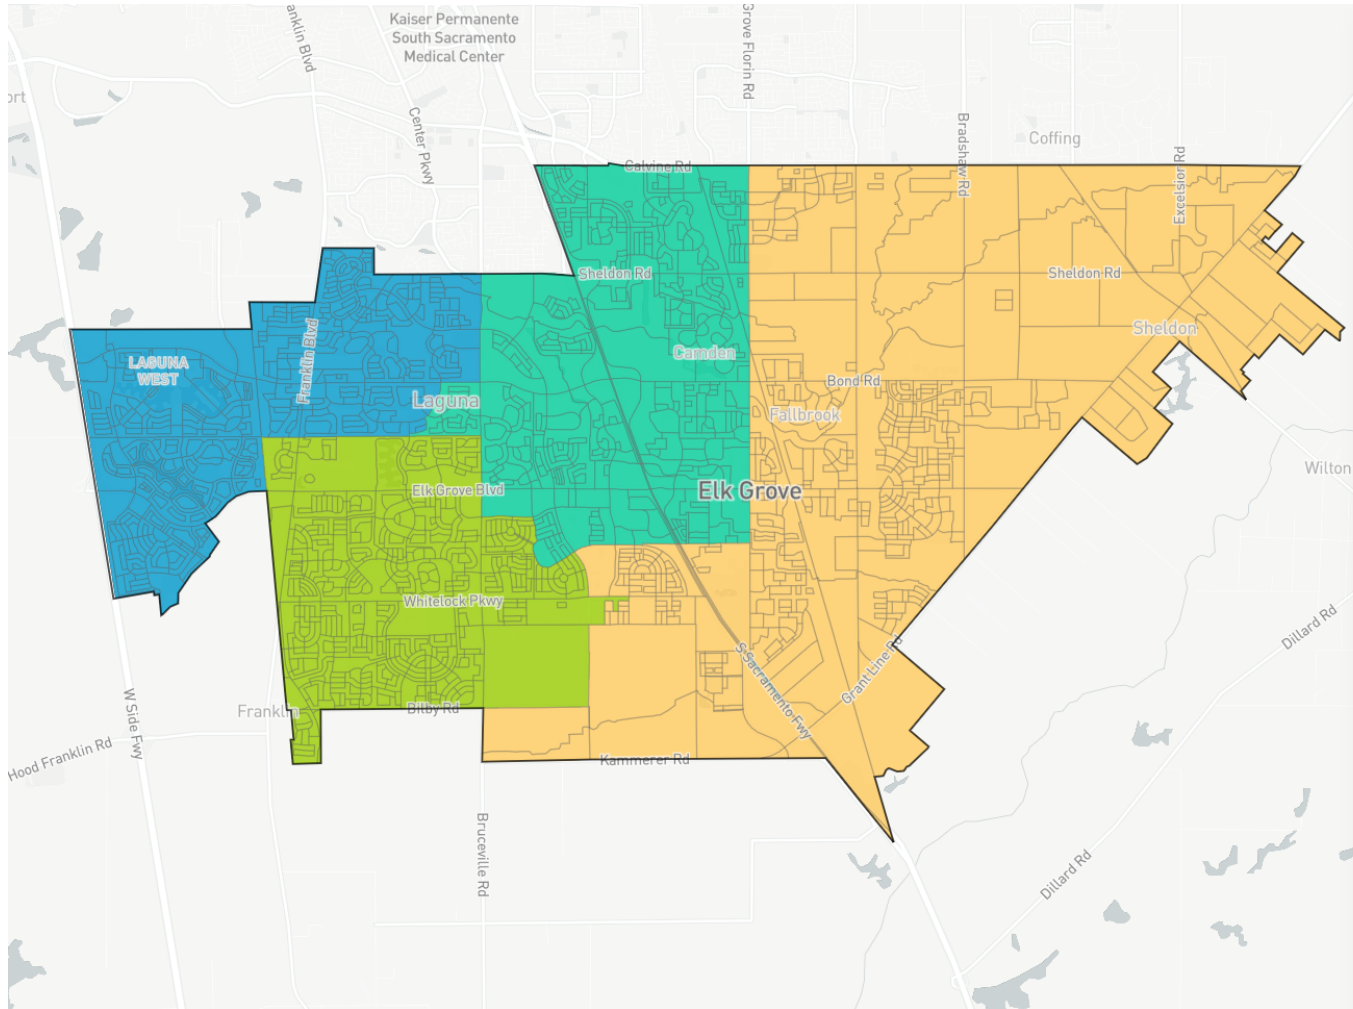 Kaiser Permanente
South Sacramento
Medical Center
anklin Blvd
Grove Florin Rd
ort
Center Pkwy
Bradshaw Rd
Coffing
Calvine Rd
Excelsior Rd
Sheldon Rd
Sheldon Rd
Sheldon
Franklin Blvd
LAGUNA
WEST
Camden
Bond Rd
Laguna
Fallbrook
Wilton
Elk Grove Blvd
Elk Grove
Whitelock Pkwy
Dillard Rd
S Sacramento Fwy
Grant Line Rd
Franklin
Bilby Rd
W Side Fwy
Hood Franklin Rd
Kammerer Rd
Bruceville Rd
Dillard Rd